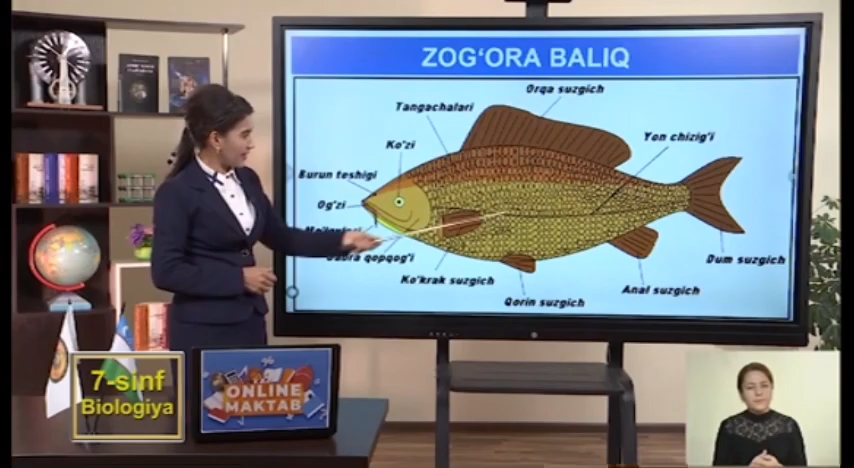 ZOG‘ORA BALIQ
Orqa suzgich
Tangachalari
Yon chizig'i
Ko'zi
Burun teshigi
Og'zi
qopqog'i
Ko'krak suzgich
Qorin suzgich
Anal suzgich
Dum suzgich
7-sinf
Biologiya
ONLINE
MAKTAB